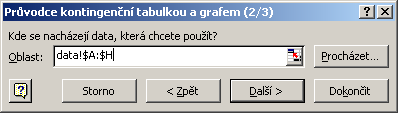 Průvodce kontingenční tabulkou a grafem (2/3)
Kde se nacházejí data, která chcete použít?
Oblast: data!$A:$H Procházet...
Storno < Zpět Další > Dokončit